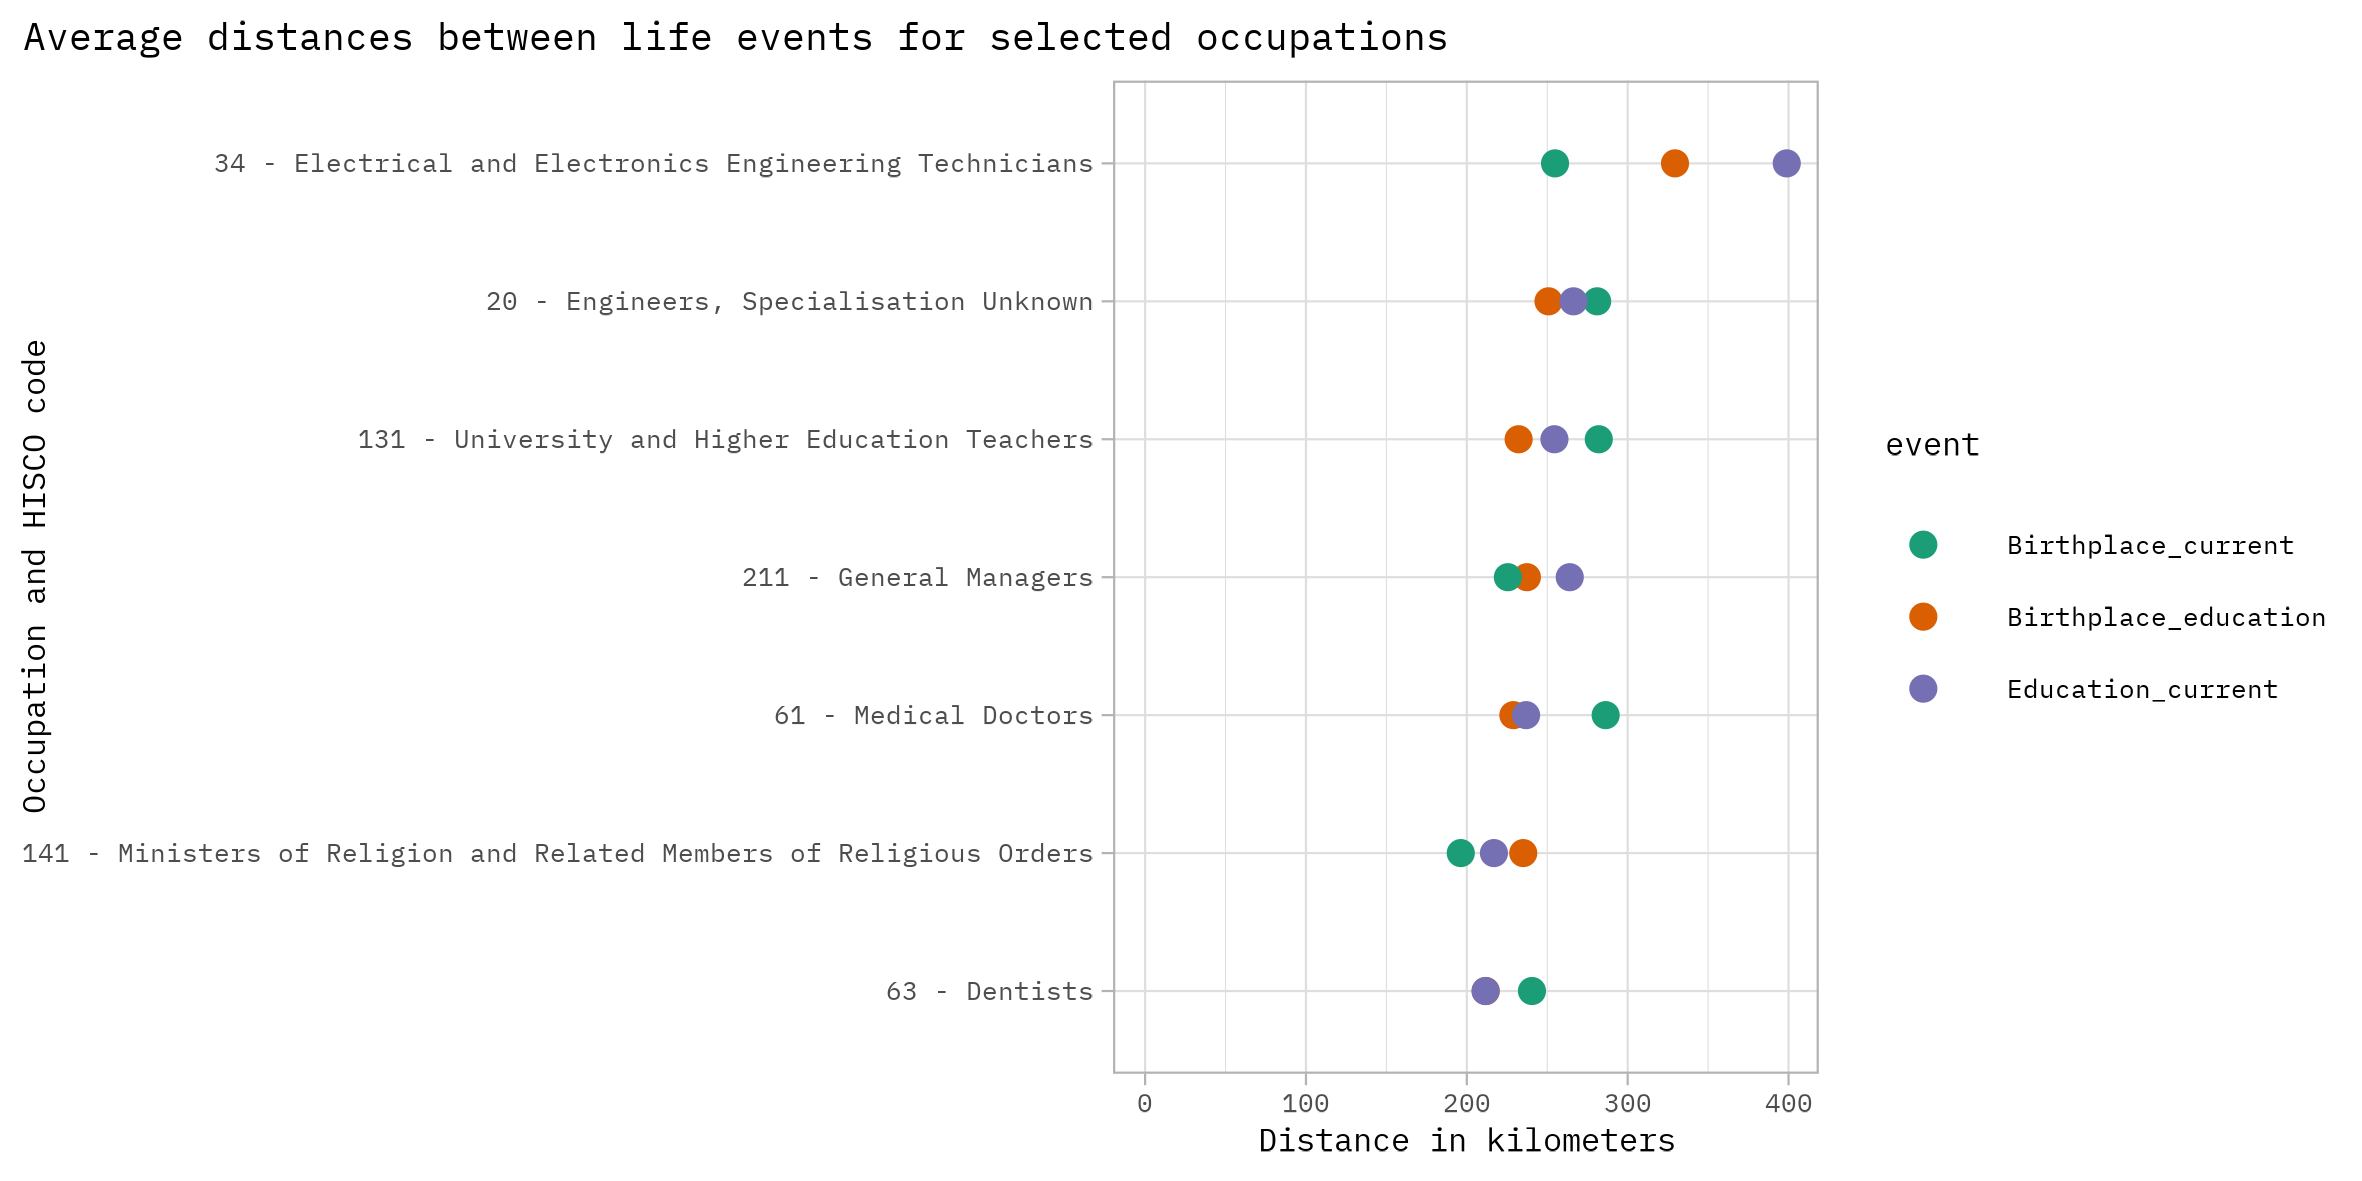 Average distances between life events for selected occupations
Occupation and HISCO code
34 - Electrical and Electronics Engineering Technicians
20 - Engineers, Specialisation Unknown
131 - University and Higher Education Teachers
211 - General Managers
61 - Medical Doctors
141 - Ministers of Religion and Related Members of Religious Orders
63 - Dentists
0 100 200 300 400
Distance in kilometers
event
Birthplace_current
Birthplace_education
Education_current